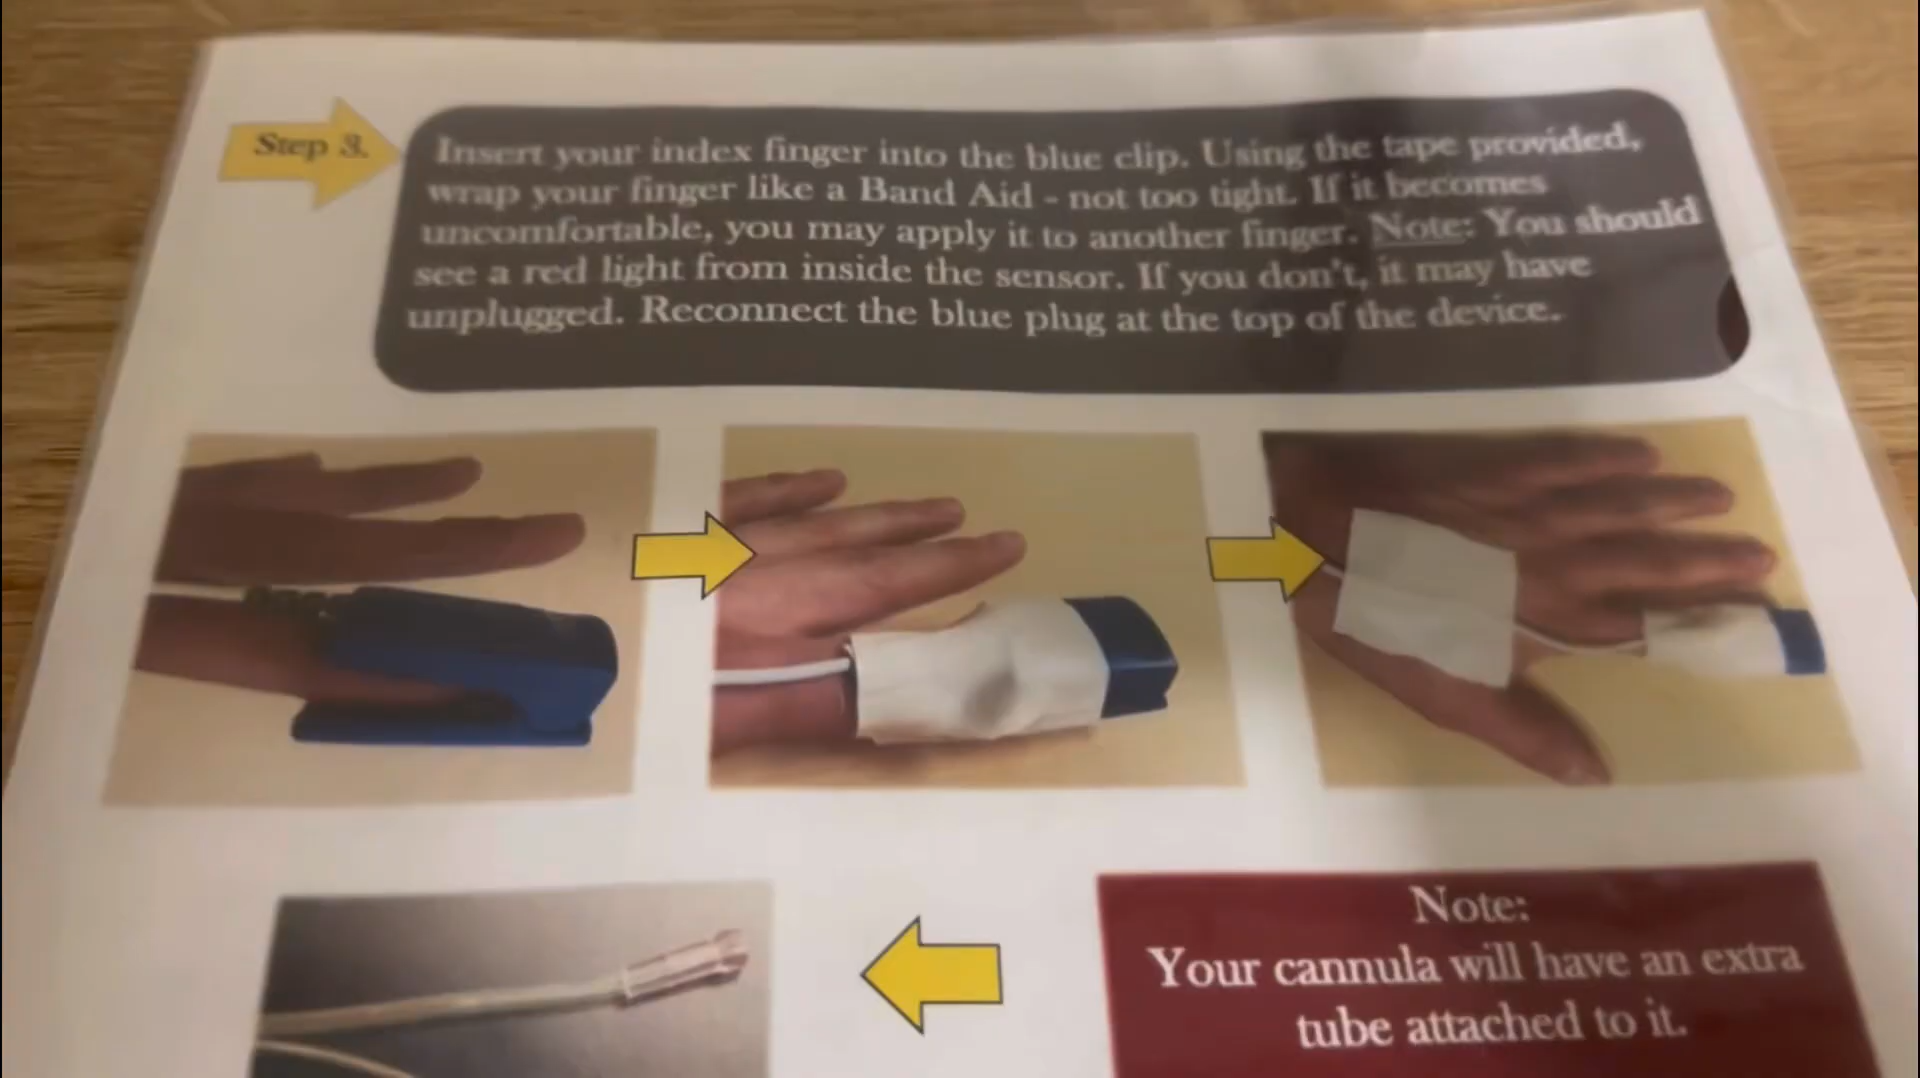 Step 3.
Insert your index finger into the blue clip. Using the tape provided,
wrap your finger like a Band Aid - not too tight. If it becomes
uncomfortable, you may apply it to another finger. Note: You should
see a red light from inside the sensor. If you don't, it may have
unplugged. Reconnect the blue plug at the top of the device.
Note:
Your cannula will have an extra
tube attached to it.